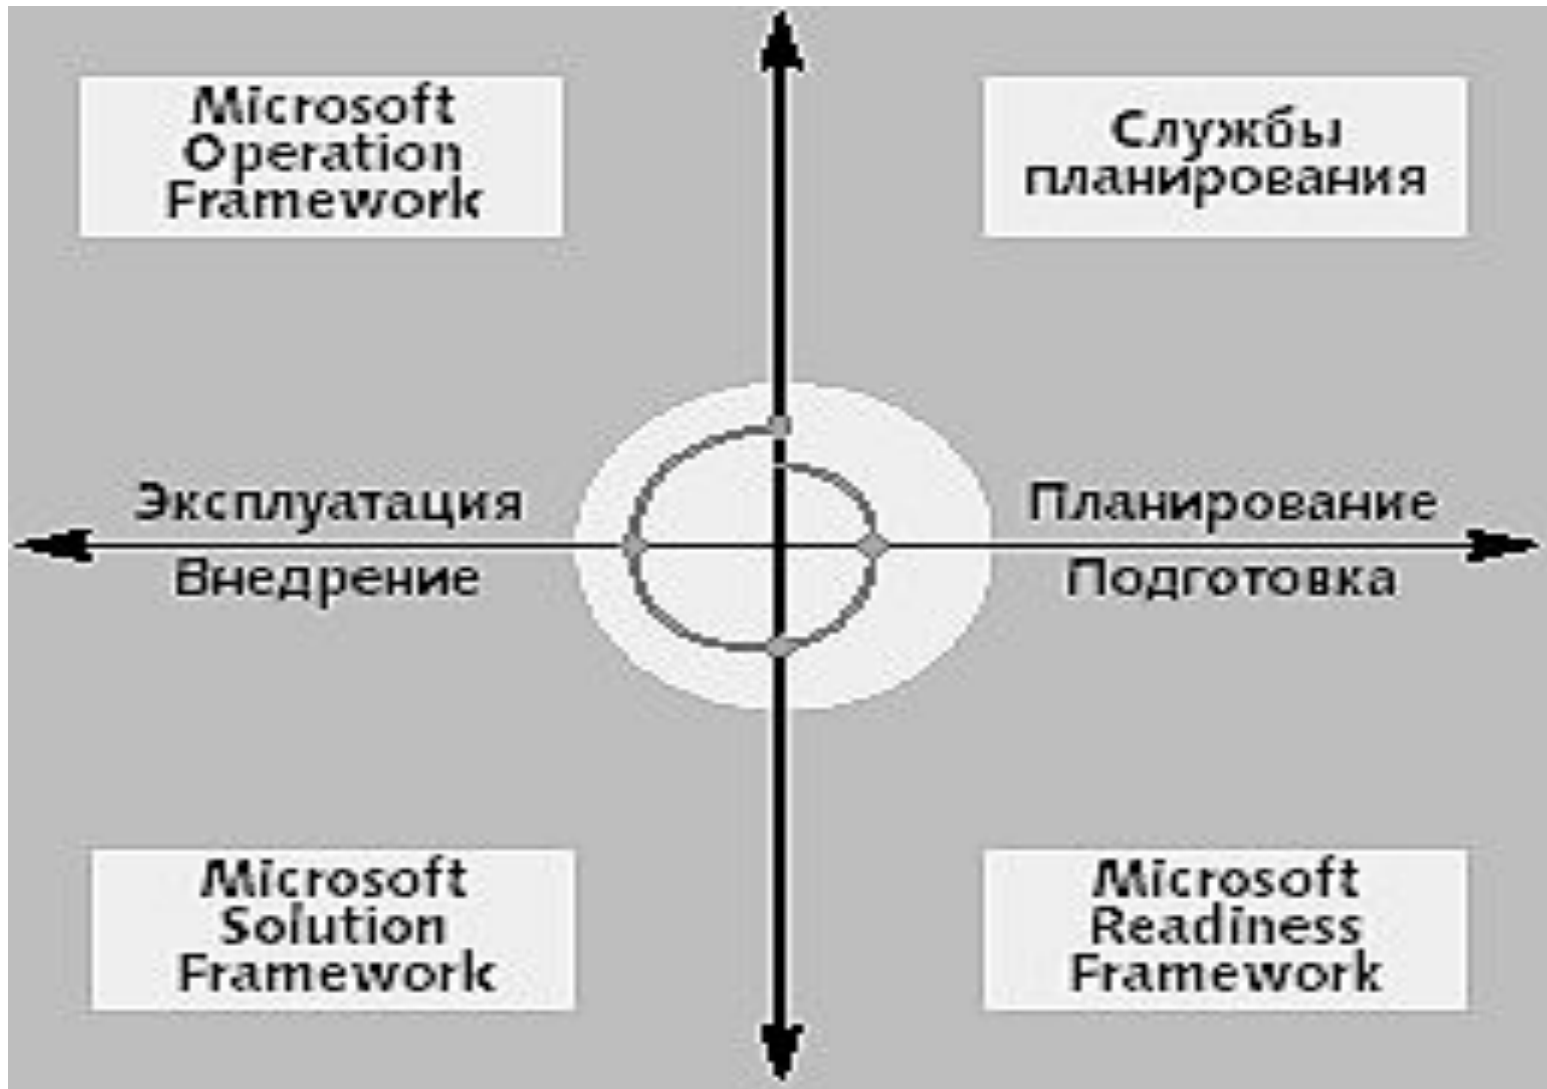 Microsoft
Operation
Framework
Службы
планирования
Эксплуатация
Внедрение
Планирование
Подготовка
Microsoft
Solution
Framework
Microsoft
Readiness
Framework